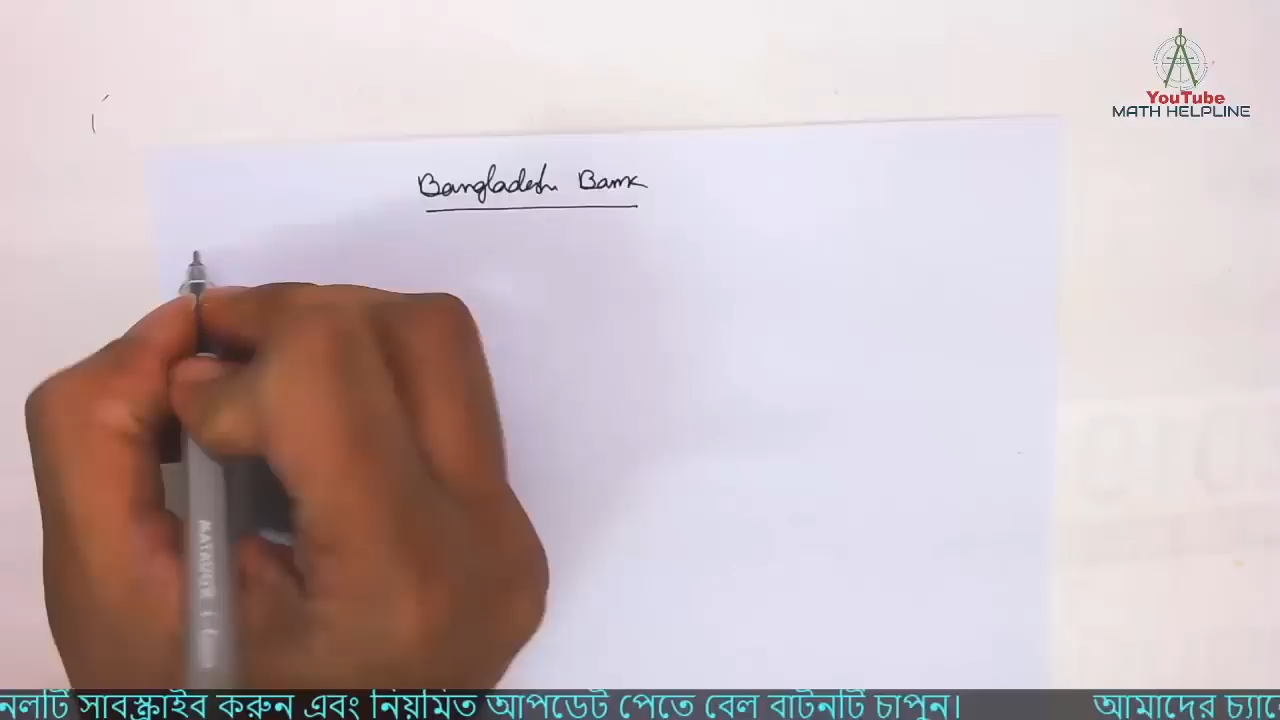 YouTube
MATH HELPLINE
Bangladesh Bank
নলটি সাবস্ক্রাইব করুন এবং নিয়মিত আপডেট পেতে বেল বাটনটি চাপুন। আমাদের চ্যা